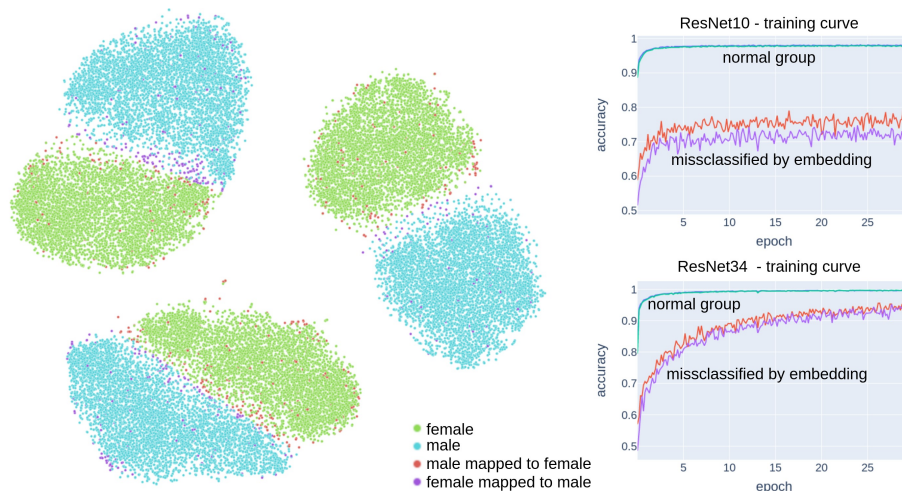 ResNet10 - training curve
1
0.9
0.8
0.7
0.6
0.5
accuracy
normal group
missclassified by embedding
5
10
15
20
25
epoch
ResNet34 - training curve
1
0.9
0.8
0.7
0.6
0.5
accuracy
normal group
missclassified by embedding
5
10
15
20
25
epoch
female
male
male mapped to female
female mapped to male